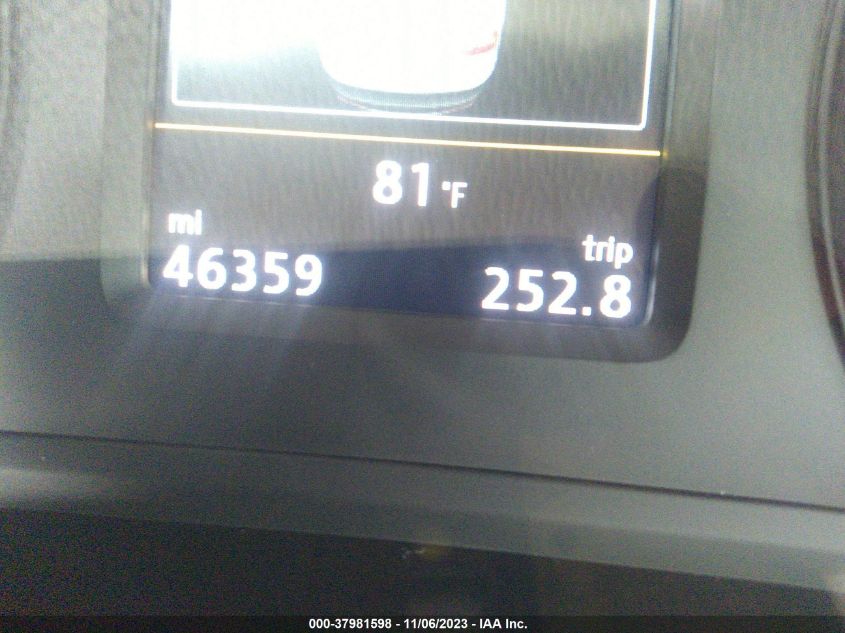 81 °F
mi
trip
46359
252.8
000-37981598 - 11/06/2023 - IAA Inc.